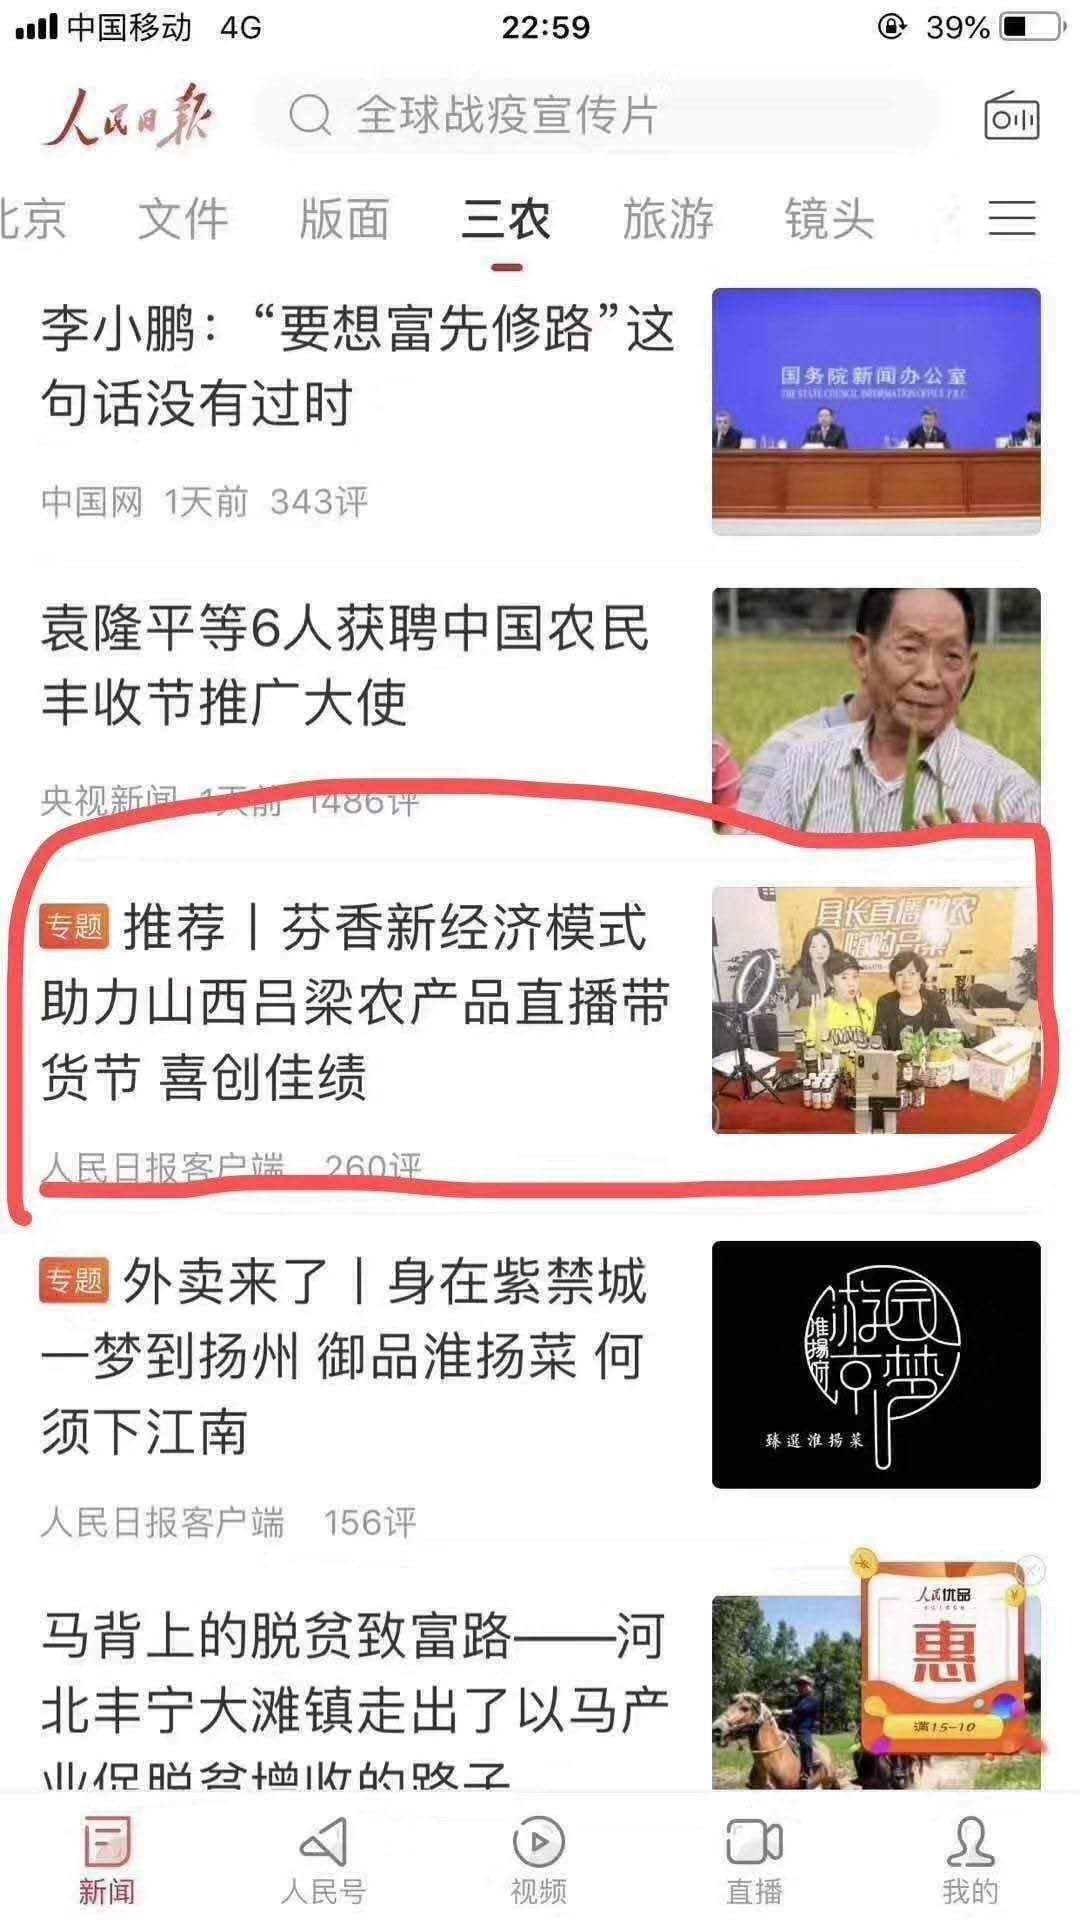 中国移动 4G 22:59 39%
人民日报 全球战疫宣传片
北京 文件 版面 三农 旅游 镜头
李小鹏：“要想富先修路”这
句话没有过时
中国网 1天前 343评
国务院新闻办公室
THE STATE COUNCIL INFORMATION OFFICE, P.R.C.
袁隆平等6人获聘中国农民
丰收节推广大使
央视新闻 1天前 1486评
专题 推荐丨芬香新经济模式
助力山西吕梁农产品直播带
货节 喜创佳绩
人民日报客户端 260评
县长直播助农
嗨购吕梁
专题 外卖来了丨身在紫禁城
一梦到扬州 御品淮扬菜 何
须下江南
人民日报客户端 156评
游园京梦
淮揚府
臻選淮揚菜
马背上的脱贫致富路——河
北丰宁大滩镇走出了以马产
业促脱贫增收的路子
人民优品
惠
满15-10
新闻 人民号 视频 直播 我的